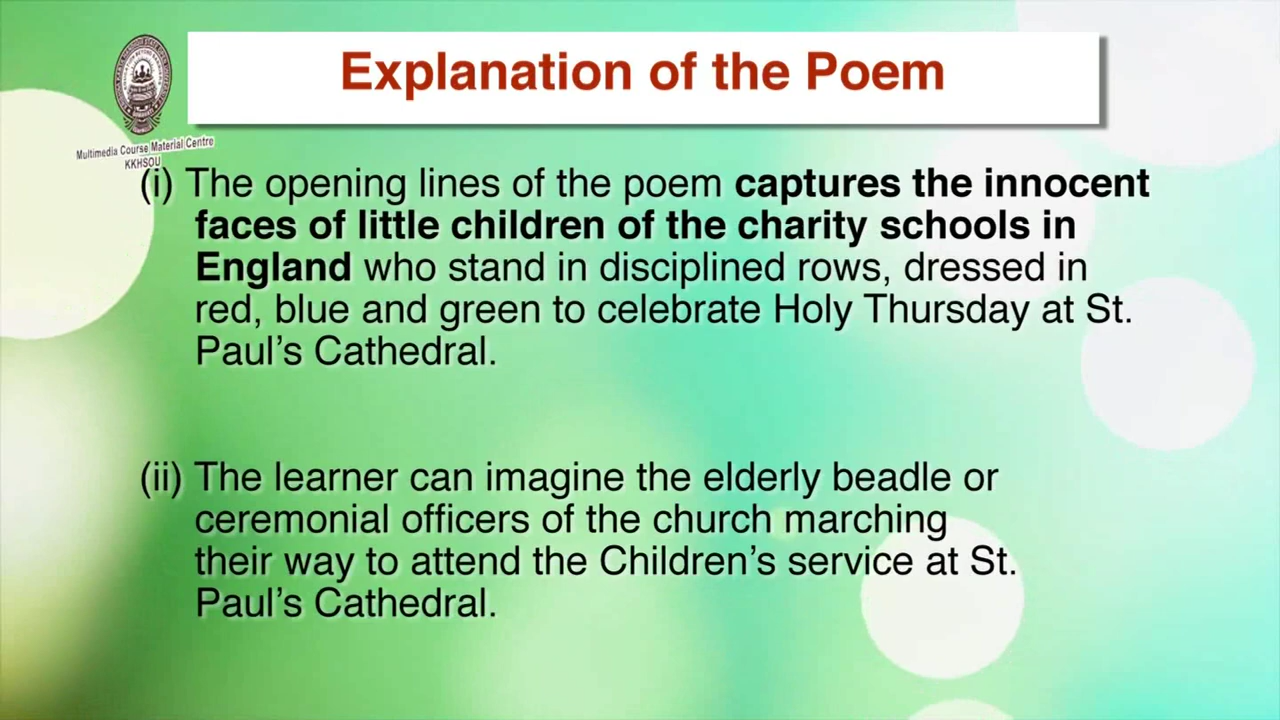 Explanation of the Poem
Multimedia Course Material Centre
KKHSOU
(i) The opening lines of the poem captures the innocent
faces of little children of the charity schools in
England who stand in disciplined rows, dressed in
red, blue and green to celebrate Holy Thursday at St.
Paul's Cathedral.
(ii) The learner can imagine the elderly beadle or
ceremonial officers of the church marching
their way to attend the Children's service at St.
Paul's Cathedral.